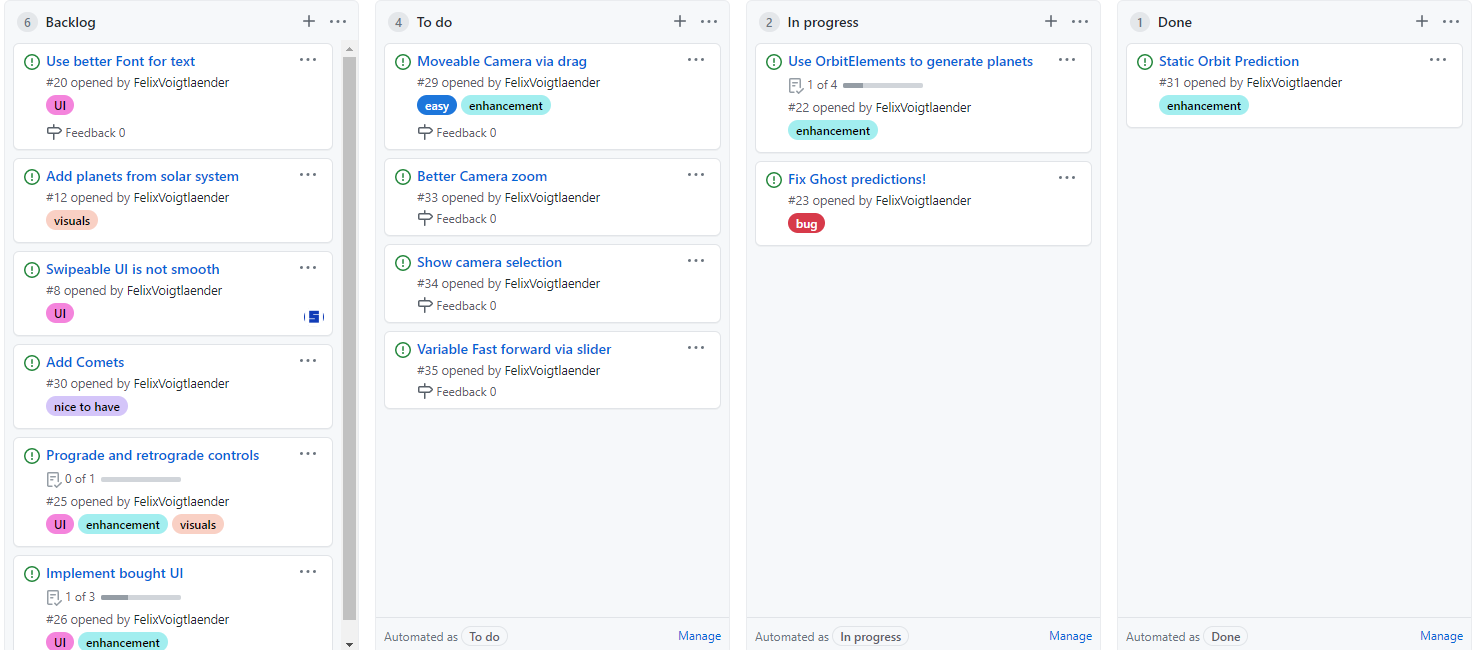 6 Backlog
Use better Font for text
#20 opened by FelixVoigtlaender
UI
Feedback 0
Add planets from solar system
#12 opened by FelixVoigtlaender
visuals
Swipeable UI is not smooth
#8 opened by FelixVoigtlaender
UI
Add Comets
#30 opened by FelixVoigtlaender
nice to have
Prograde and retrograde controls
0 of 1
#25 opened by FelixVoigtlaender
UI enhancement visuals
Implement bought UI
1 of 3
#26 opened by FelixVoigtlaender
UI enhancement
4 To do
Moveable Camera via drag
#29 opened by FelixVoigtlaender
easy enhancement
Feedback 0
Better Camera zoom
#33 opened by FelixVoigtlaender
Feedback 0
Show camera selection
#34 opened by FelixVoigtlaender
Feedback 0
Variable Fast forward via slider
#35 opened by FelixVoigtlaender
Feedback 0
Automated as To do Manage
2 In progress
Use OrbitElements to generate planets
1 of 4
#22 opened by FelixVoigtlaender
enhancement
Fix Ghost predictions!
#23 opened by FelixVoigtlaender
bug
Automated as In progress Manage
1 Done
Static Orbit Prediction
#31 opened by FelixVoigtlaender
enhancement
Automated as Done Manage